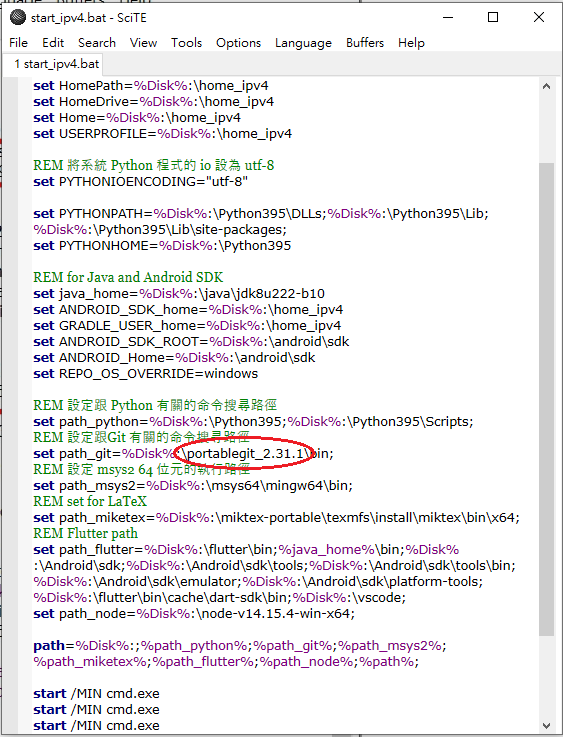 start_ipv4.bat - SciTE
File Edit Search View Tools Options Language Buffers Help
1 start_ipv4.bat
set HomePath=%Disk%:\home_ipv4
set HomeDrive=%Disk%:\home_ipv4
set Home=%Disk%:\home_ipv4
set USERPROFILE=%Disk%:\home_ipv4
REM 將系統 Python 程式的 io 設為 utf-8
set PYTHONIOENCODING="utf-8"
set PYTHONPATH=%Disk%:\Python395\DLLs;%Disk%:\Python395\Lib;
%Disk%:\Python395\Lib\site-packages;
set PYTHONHOME=%Disk%:\Python395
REM for Java and Android SDK
set java_home=%Disk%:\java\jdk8u222-b10
set ANDROID_SDK_home=%Disk%:\home_ipv4
set GRADLE_USER_home=%Disk%:\home_ipv4
set ANDROID_SDK_ROOT=%Disk%:\android\sdk
set ANDROID_Home=%Disk%:\android\sdk
set REPO_OS_OVERRIDE=windows
REM 設定跟 Python 有關的命令搜尋路徑
set path_python=%Disk%:\Python395;%Disk%:\Python395\Scripts;
REM 設定跟Git 有關的命令搜尋路徑
set path_git=%Disk%:\portablegit_2.31.1\bin;
REM 設定 msys2 64 位元的執行路徑
set path_msys2=%Disk%:\msys64\mingw64\bin;
REM set for LaTeX
set path_miketex=%Disk%:\miktex-portable\texmfs\install\miktex\bin\x64;
REM Flutter path
set path_flutter=%Disk%:\flutter\bin;%java_home%\bin;%Disk%
:\Android\sdk;%Disk%:\Android\sdk\tools;%Disk%:\Android\sdk\tools\bin;
%Disk%:\Android\sdk\emulator;%Disk%:\Android\sdk\platform-tools;
%Disk%:\flutter\bin\cache\dart-sdk\bin;%Disk%:\vscode;
set path_node=%Disk%:\node-v14.15.4-win-x64;
path=%Disk%:;%path_python%;%path_git%;%path_msys2%;
%path_miketex%;%path_flutter%;%path_node%;%path%;
start /MIN cmd.exe
start /MIN cmd.exe
start /MIN cmd.exe